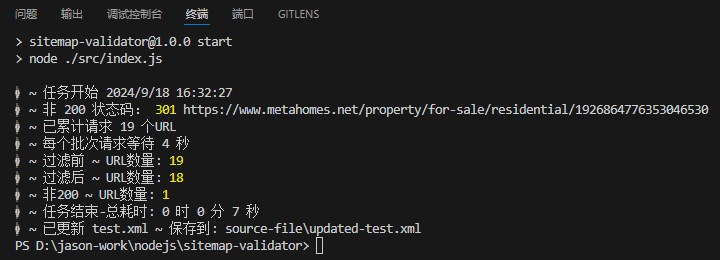 问题 输出 调试控制台 终端 端口 GITLENS
> sitemap-validator@1.0.0 start
> node ./src/index.js
~ 任务开始 2024/9/18 16:32:27
~ 非 200 状态码: 301 https://www.metahomes.net/property/for-sale/residential/1926864776353046530
~ 已累计请求 19 个URL
~ 每个批次请求等待 4 秒
~ 过滤前 ~ URL数量: 19
~ 过滤后 ~ URL数量: 18
~ 非200 ~ URL数量: 1
~ 任务结束-总耗时: 0 时 0 分 7 秒
~ 已更新 test.xml ~ 保存到: source-file\updated-test.xml
PS D:\jason-work\nodejs\sitemap-validator>